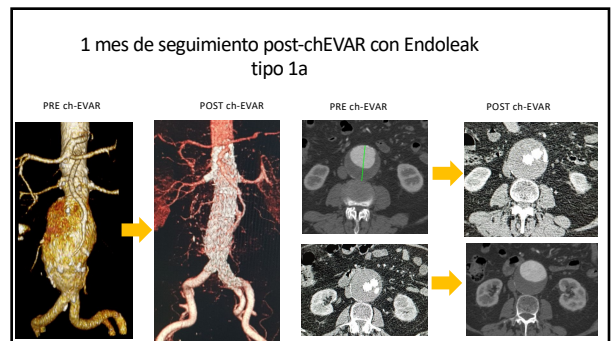 1 mes de seguimiento post-chEVAR con Endoleak
tipo 1a
PRE ch-EVAR
POST ch-EVAR
PRE ch-EVAR
POST ch-EVAR